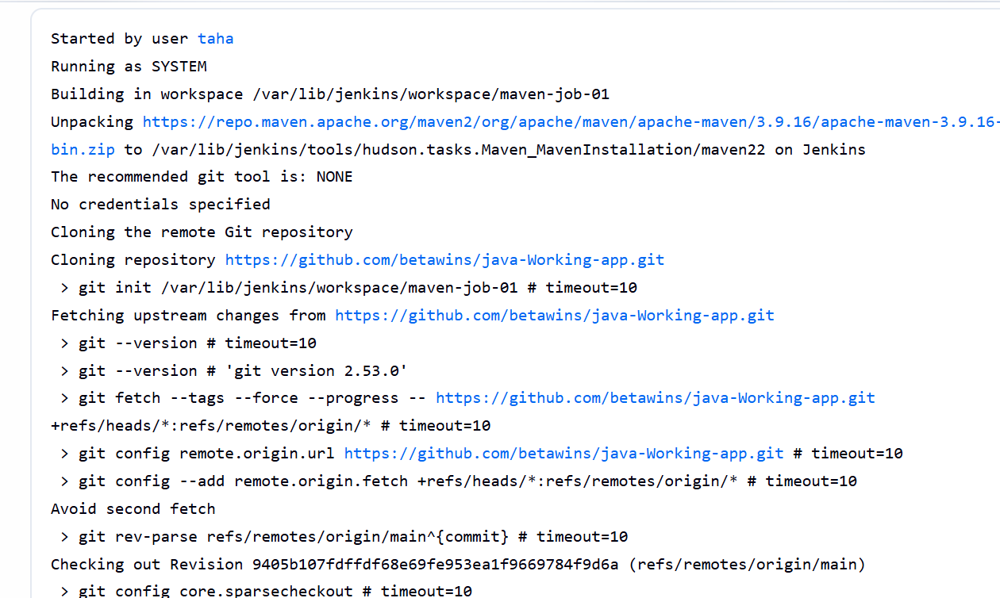 Started by user taha
Running as SYSTEM
Building in workspace /var/lib/jenkins/workspace/maven-job-01
Unpacking https://repo.maven.apache.org/maven2/org/apache/maven/apache-maven/3.9.16/apache-maven-3.9.16-
bin.zip to /var/lib/jenkins/tools/hudson.tasks.Maven_MavenInstallation/maven22 on Jenkins
The recommended git tool is: NONE
No credentials specified
Cloning the remote Git repository
Cloning repository https://github.com/betawins/java-Working-app.git
 > git init /var/lib/jenkins/workspace/maven-job-01 # timeout=10
Fetching upstream changes from https://github.com/betawins/java-Working-app.git
 > git --version # timeout=10
 > git --version # 'git version 2.53.0'
 > git fetch --tags --force --progress -- https://github.com/betawins/java-Working-app.git
+refs/heads/*:refs/remotes/origin/* # timeout=10
 > git config remote.origin.url https://github.com/betawins/java-Working-app.git # timeout=10
 > git config --add remote.origin.fetch +refs/heads/*:refs/remotes/origin/* # timeout=10
Avoid second fetch
 > git rev-parse refs/remotes/origin/main^{commit} # timeout=10
Checking out Revision 9405b107fdffdf68e69fe953ea1f9669784f9d6a (refs/remotes/origin/main)
 > git config core.sparsecheckout # timeout=10